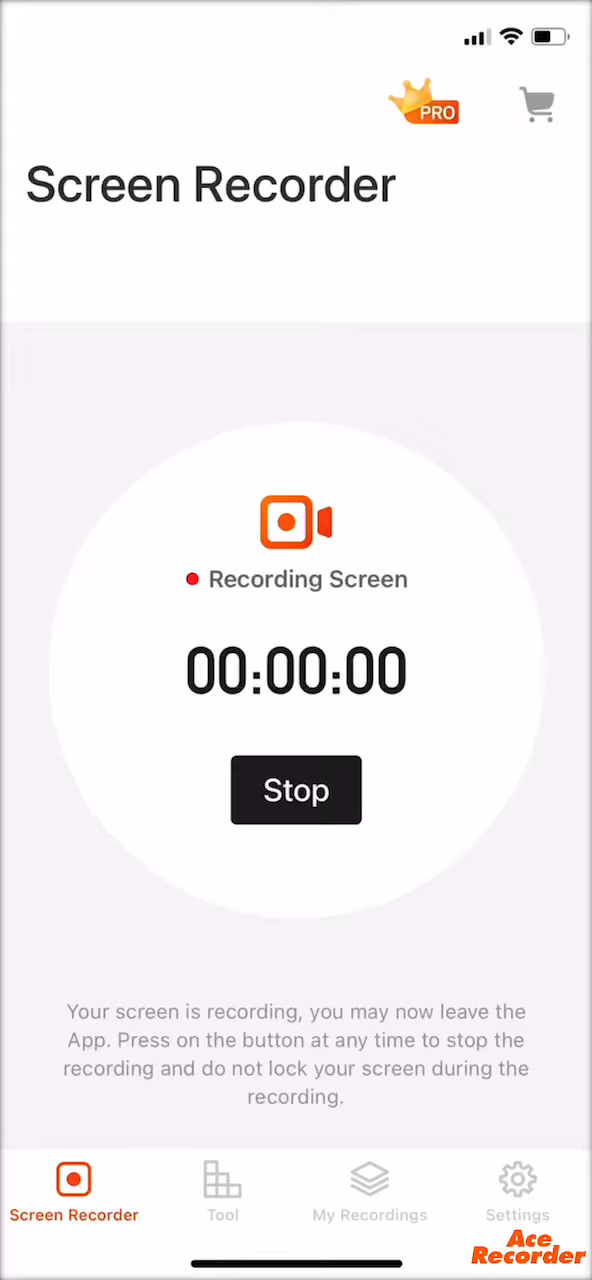 PRO
Screen Recorder
Recording Screen
00:00:00
Stop
Your screen is recording, you may now leave the
App. Press on the button at any time to stop the
recording and do not lock your screen during the
recording.
Screen Recorder
Tool
My Recordings
Settings
Ace
Recorder